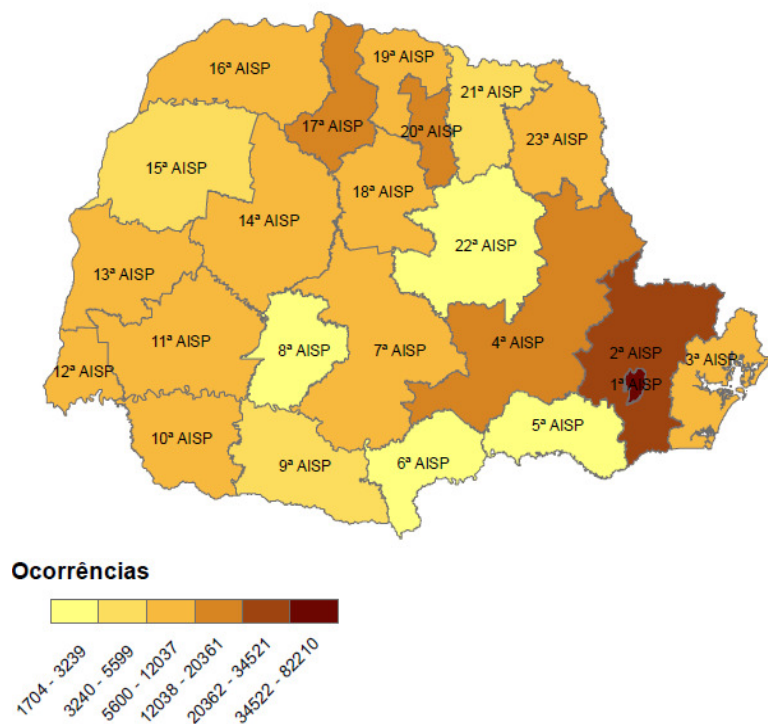 16ª AISP
19ª AISP
21ª AISP
17ª AISP
20ª AISP
23ª AISP
15ª AISP
18ª AISP
14ª AISP
22ª AISP
13ª AISP
11ª AISP
8ª AISP
7ª AISP
4ª AISP
2ª AISP
3ª AISP
12ª AISP
1ª AISP
10ª AISP
5ª AISP
9ª AISP
6ª AISP
Ocorrências
1704 - 3239
3240 - 5599
5600 - 12037
12038 - 20361
20362 - 34521
34522 - 82210